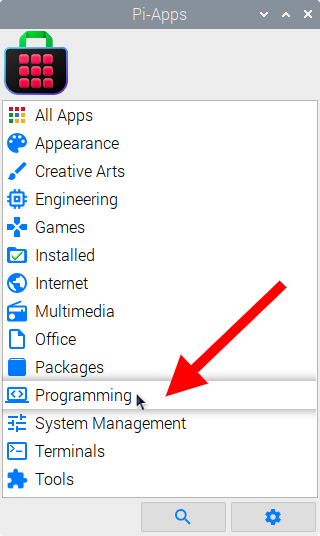 Pi-Apps
All Apps
Appearance
Creative Arts
Engineering
Games
Installed
Internet
Multimedia
Office
Packages
Programming
System Management
Terminals
Tools